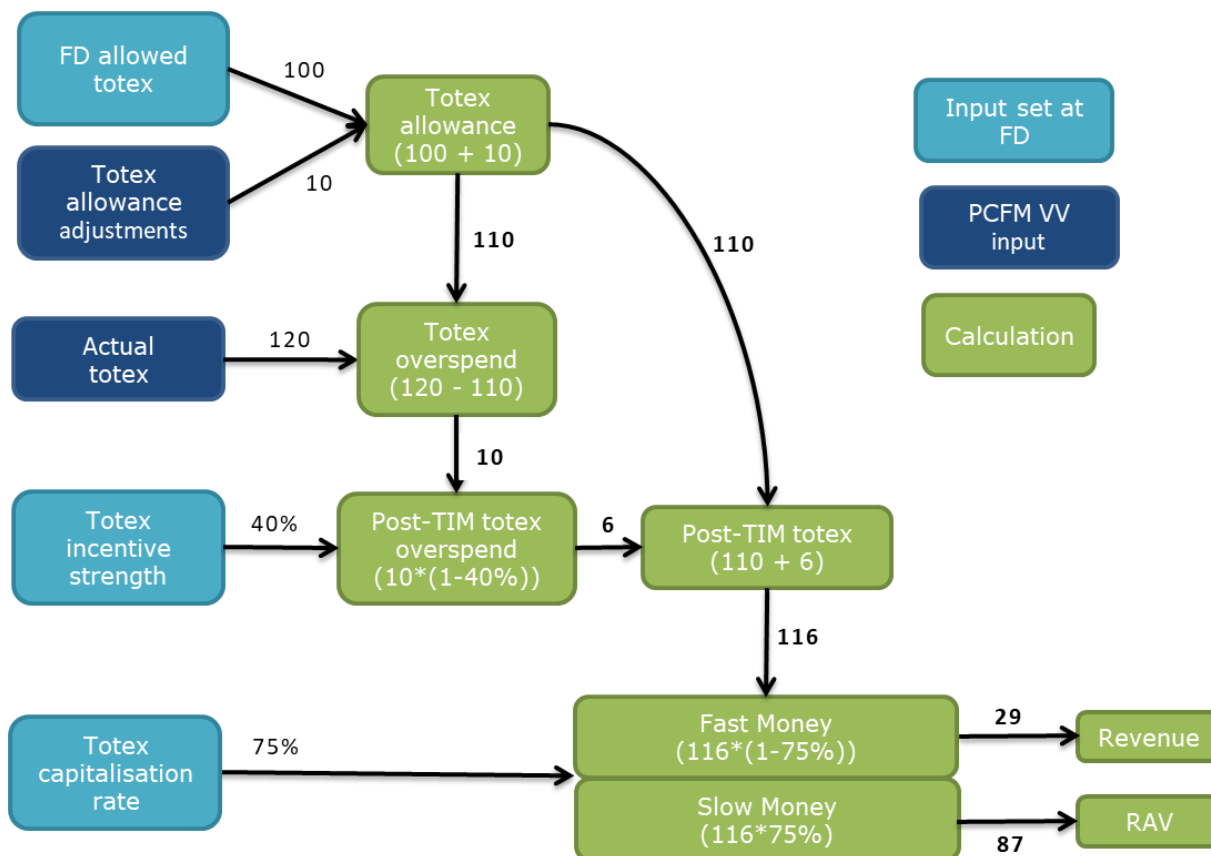 FD allowed
totex
100
Totex
allowance
(100 + 10)
Input set at
FD
Totex
allowance
adjustments
10
PCFM VV
input
110
110
Actual
totex
120
Totex
overspend
(120 - 110)
Calculation
10
Totex
incentive
strength
40%
Post-TIM totex
overspend
(10*(1-40%))
6
Post-TIM totex
(110 + 6)
116
Totex
capitalisation
rate
75%
Fast Money
(116*(1-75%))
29
Revenue
Slow Money
(116*75%)
87
RAV